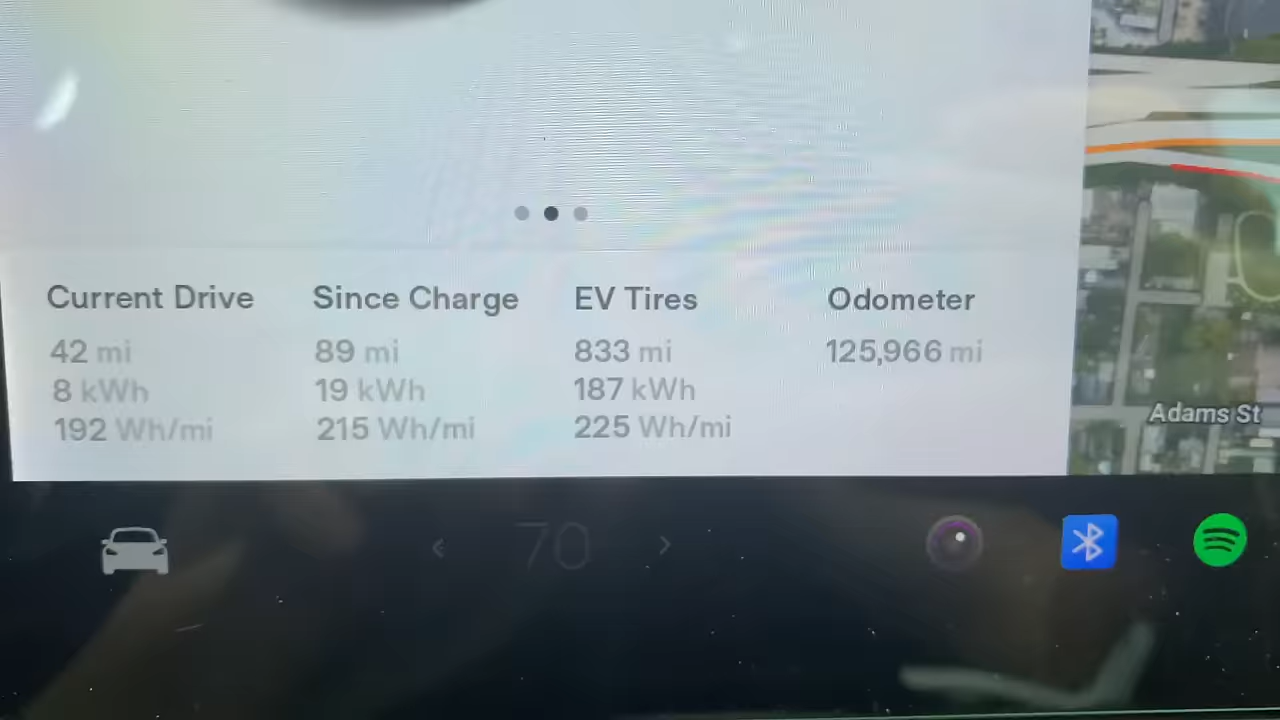 Current Drive
42 mi
8 kWh
192 Wh/mi
Since Charge
89 mi
19 kWh
215 Wh/mi
EV Tires
833 mi
187 kWh
225 Wh/mi
Odometer
125,966 mi
Adams St
70